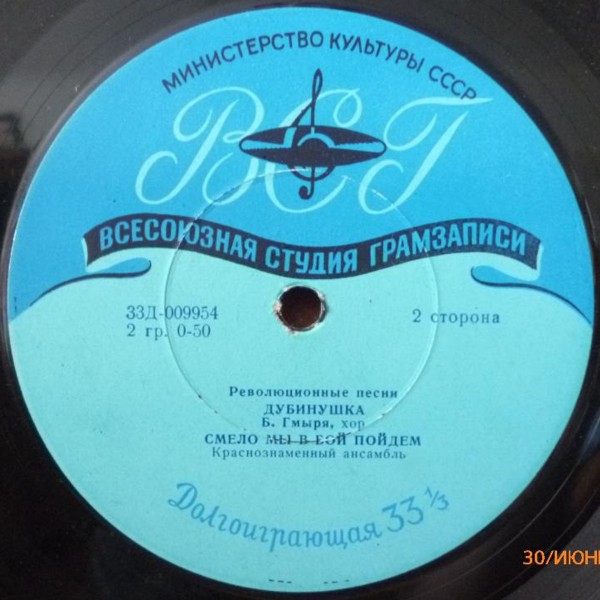 МИНИСТЕРСТВО КУЛЬТУРЫ СССР
ВСГ
ВСЕСОЮЗНАЯ СТУДИЯ ГРАМЗАПИСИ
33Д-009954
2 гр. 0-50
2 сторона
Революционные песни
ДУБИНУШКА
Б. Гмыря, хор
СМЕЛО МЫ В БОЙ ПОЙДЕМ
Краснознаменный ансамбль
Долгоиграющая 33 1/3
30/ИЮН